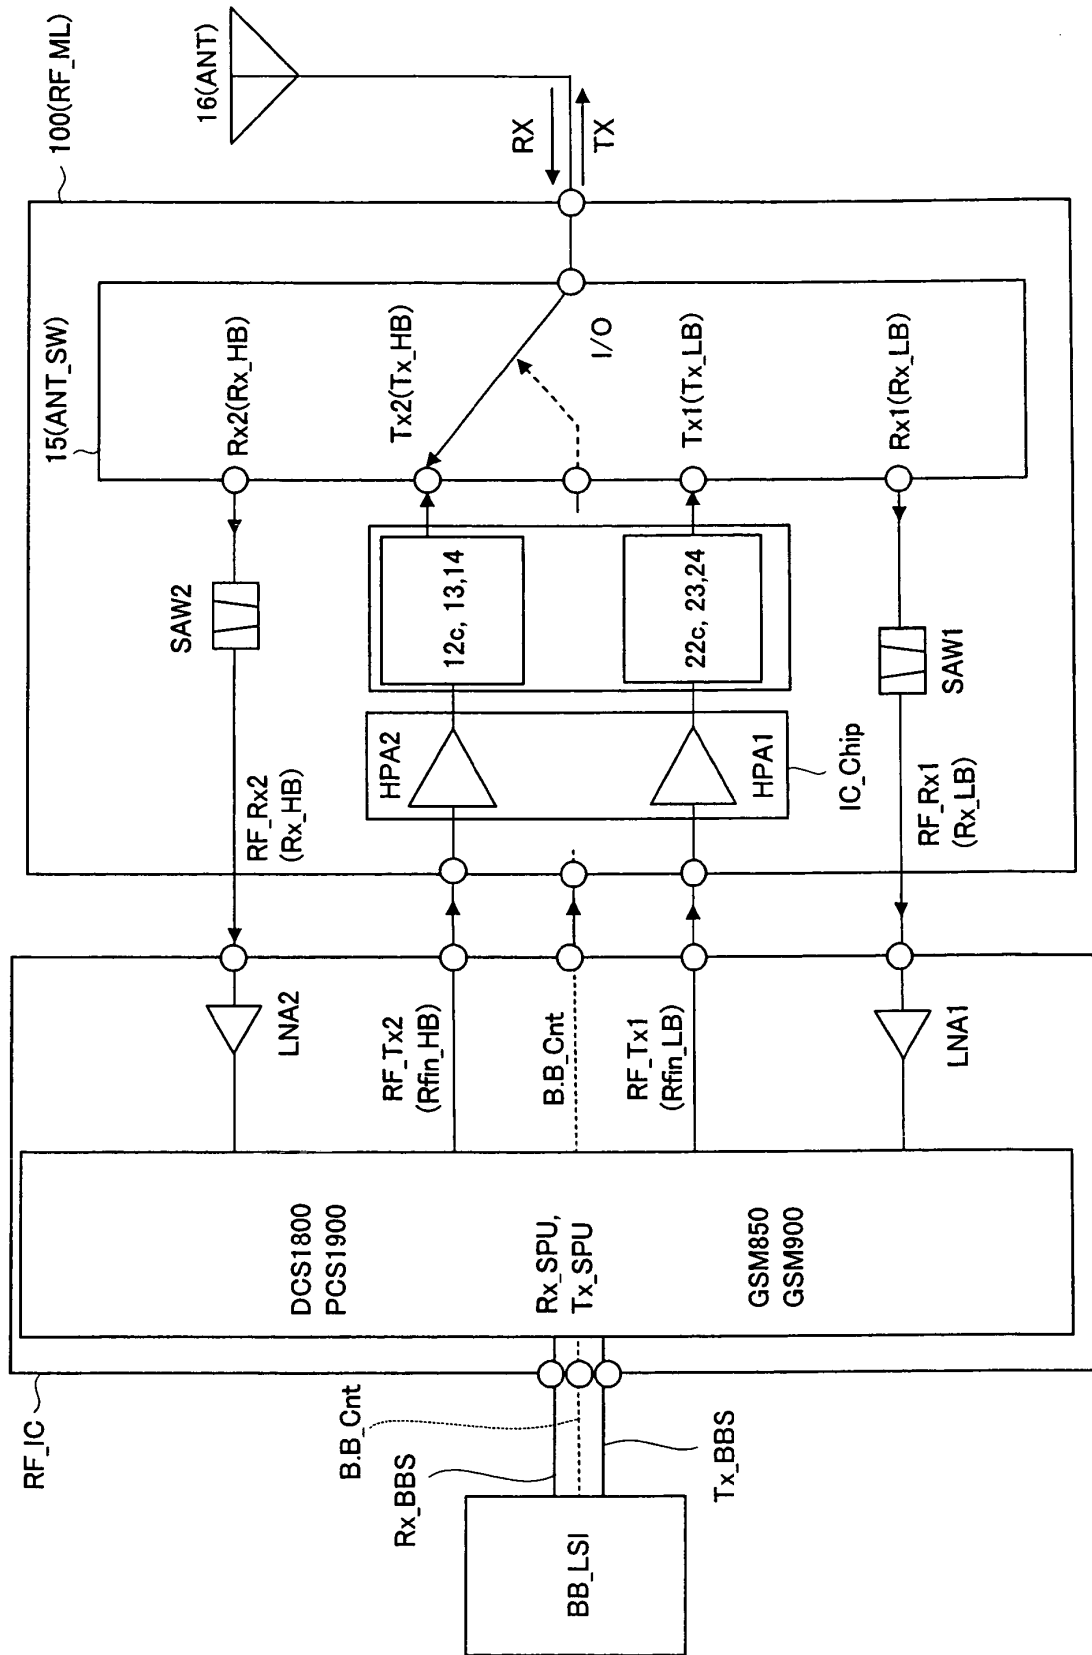 100(RF_ML)
16(ANT)
RX
TX
15(ANT_SW)
Rx2(Rx_HB)
Tx2(Tx_HB)
I/O
Tx1(Tx_LB)
Rx1(Rx_LB)
SAW2
12c, 13,14
22c, 23,24
SAW1
HPA2
HPA1
IC_Chip
RF_Rx2
(Rx_HB)
RF_Rx1
(Rx_LB)
LNA2
RF_Tx2
(Rfin_HB)
B.B_Cnt
RF_Tx1
(Rfin_LB)
LNA1
DCS1800
PCS1900
Rx_SPU,
Tx_SPU
GSM850
GSM900
RF_IC
B.B_Cnt
Rx_BBS
Tx_BBS
BB_LSI